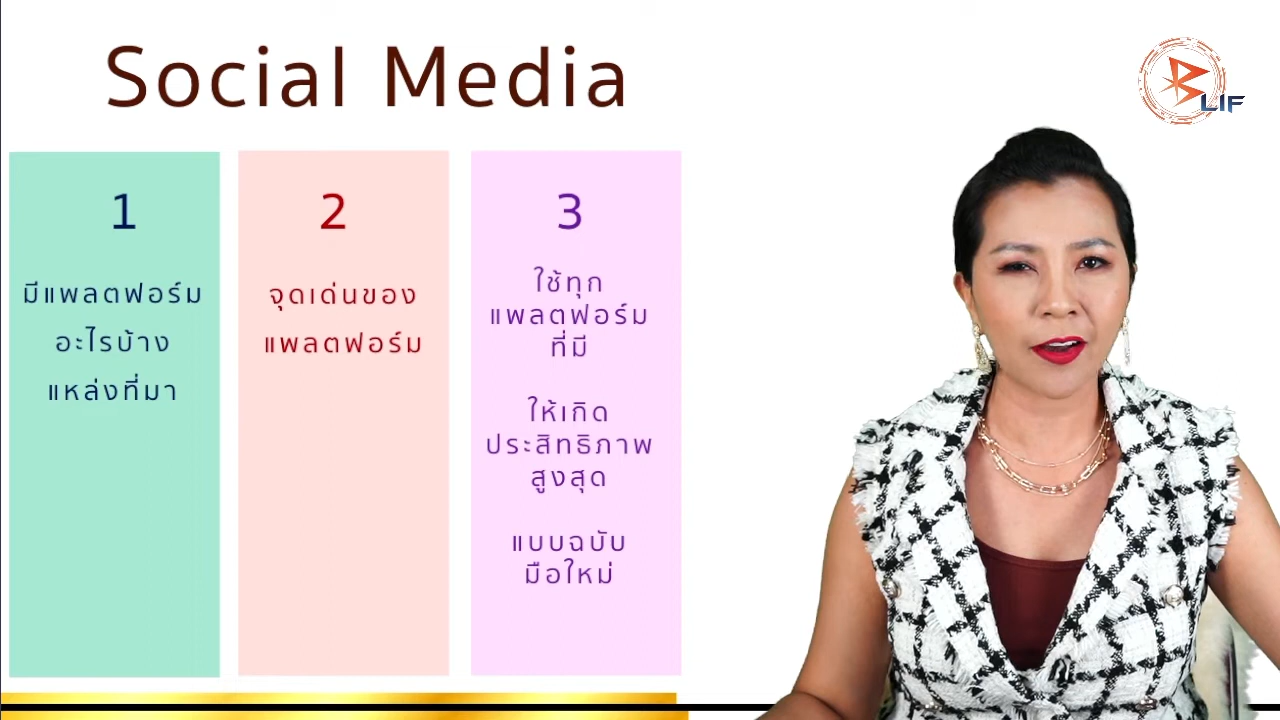 Social Media
B
LIF
1
มีแพลตฟอร์ม
อะไรบ้าง
แหล่งที่มา
2
จุดเด่นของ
แพลตฟอร์ม
3
ใช้ทุก
แพลตฟอร์ม
ที่มี
ให้เกิด
ประสิทธิภาพ
สูงสุด
แบบฉบับ
มือใหม่